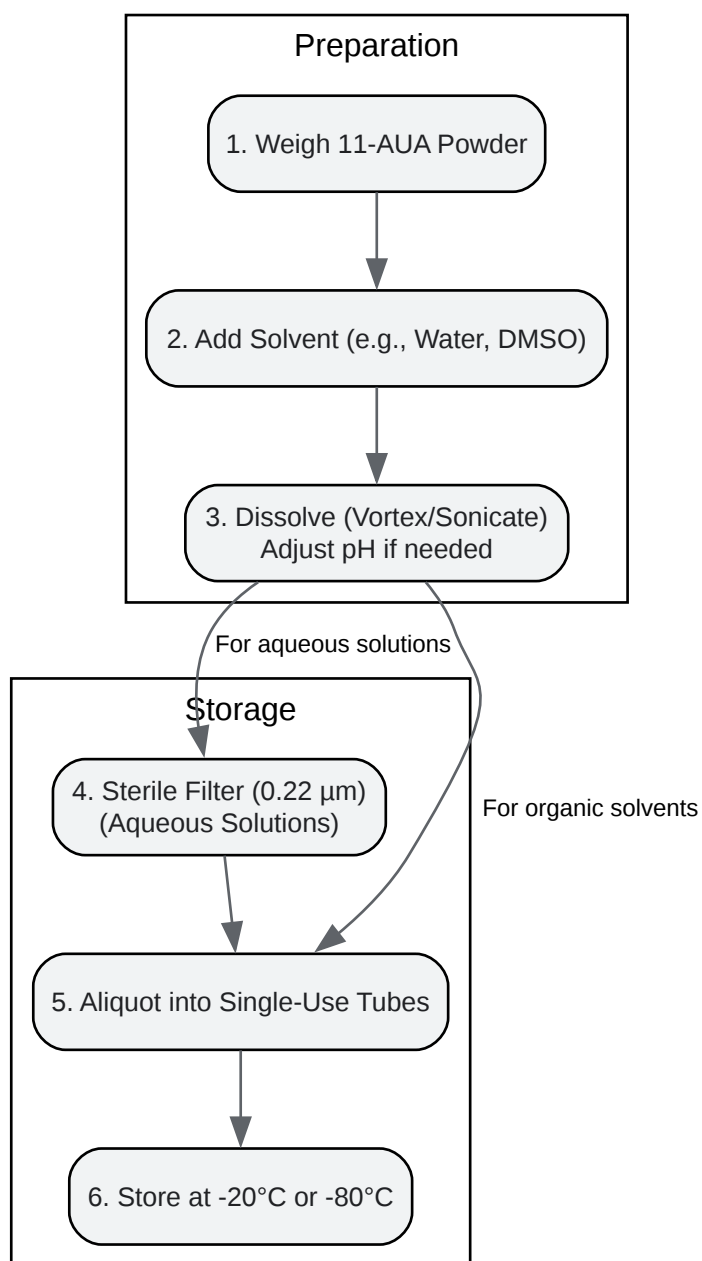 Preparation
1. Weigh 11-AUA Powder
2. Add Solvent (e.g., Water, DMSO)
3. Dissolve (Vortex/Sonicate)
Adjust pH if needed
For aqueous solutions
Storage
4. Sterile Filter (0.22 µm)
(Aqueous Solutions)
For organic solvents
5. Aliquot into Single-Use Tubes
6. Store at -20°C or -80°C